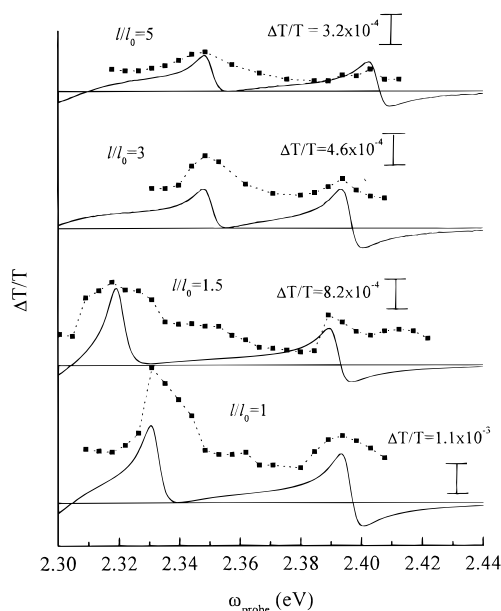 l/l₀=5
ΔT/T = 3.2x10⁻⁴
l/l₀=3
ΔT/T=4.6x10⁻⁴
l/l₀=1.5
ΔT/T=8.2x10⁻⁴
l/l₀=1
ΔT/T=1.1x10⁻³
ΔT/T
2.30 2.32 2.34 2.36 2.38 2.40 2.42 2.44
ω_probe (eV)